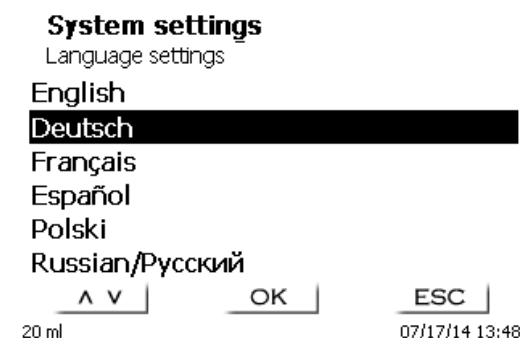 System settings
Language settings
English
Deutsch
Français
Español
Polski
Russian/Русский
∧ ∨ OK ESC
20 ml 07/17/14 13:48